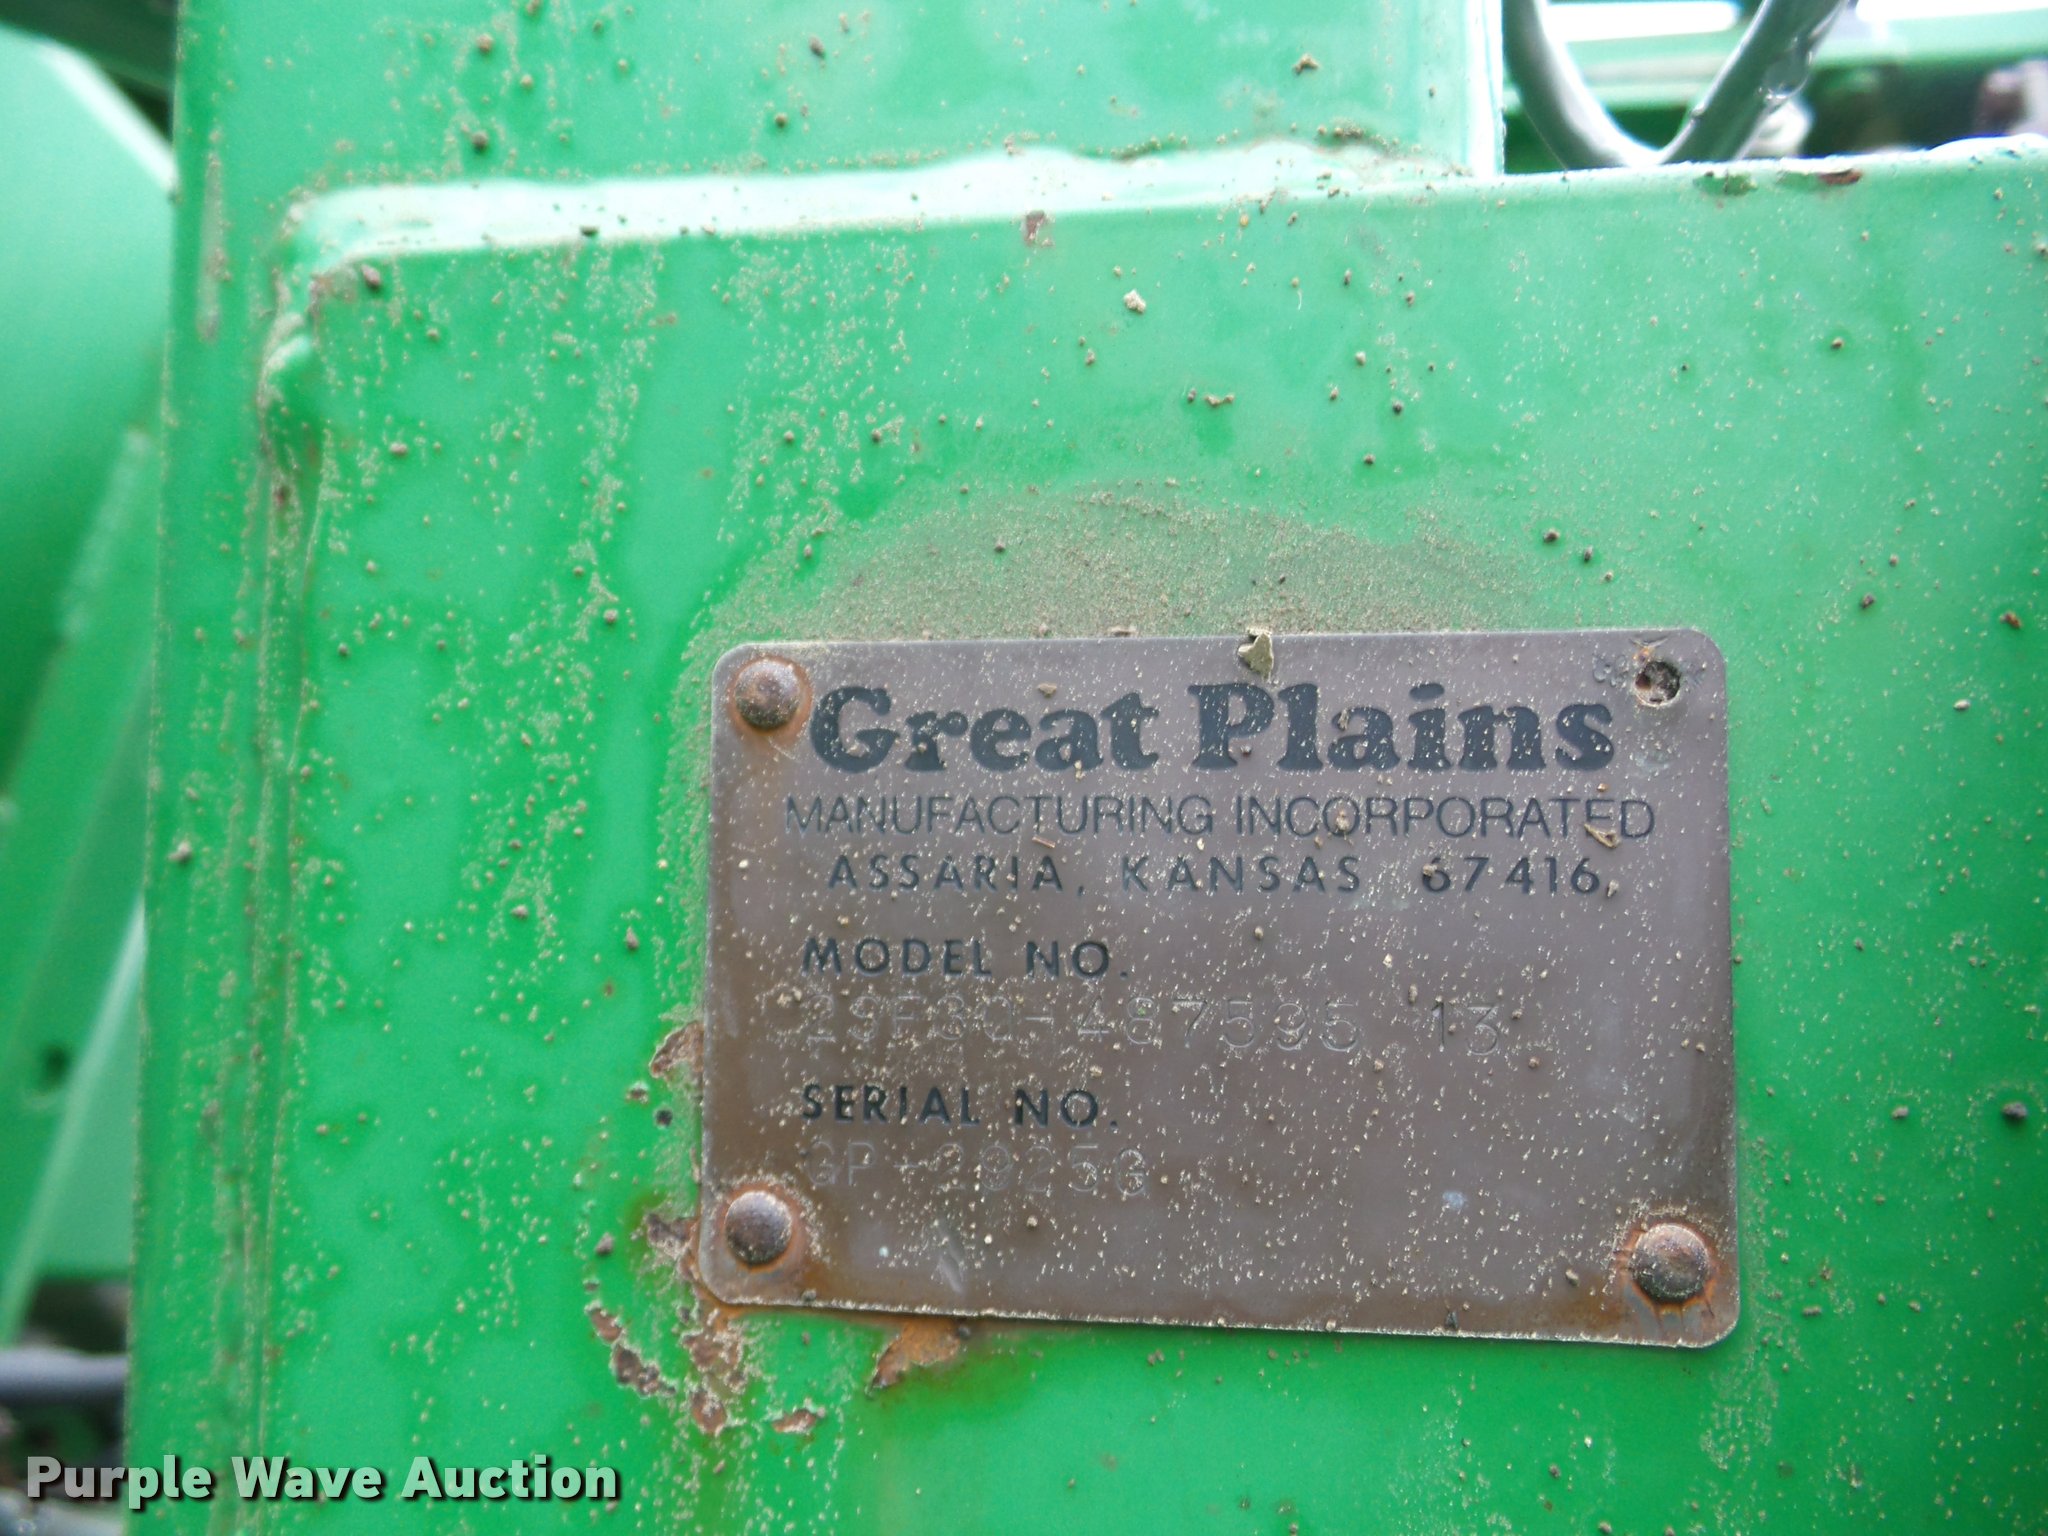 Great Plains
MANUFACTURING INCORPORATED
ASSARIA, KANSAS 67416
MODEL NO.
SERIAL NO.
Purple Wave Auction